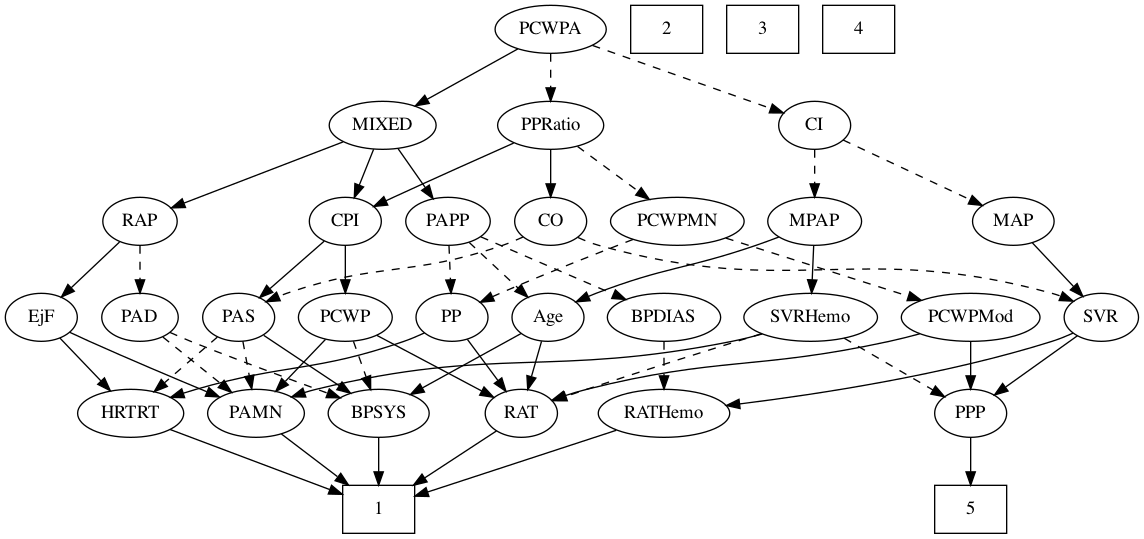 PCWPA 2 3 4
MIXED PPRatio CI
RAP CPI PAPP CO PCWPMN MPAP MAP
EjF PAD PAS PCWP PP Age BPDIAS SVRHemo PCWPMod SVR
HRTRT PAMN BPSYS RAT RATHemo PPP
1 5